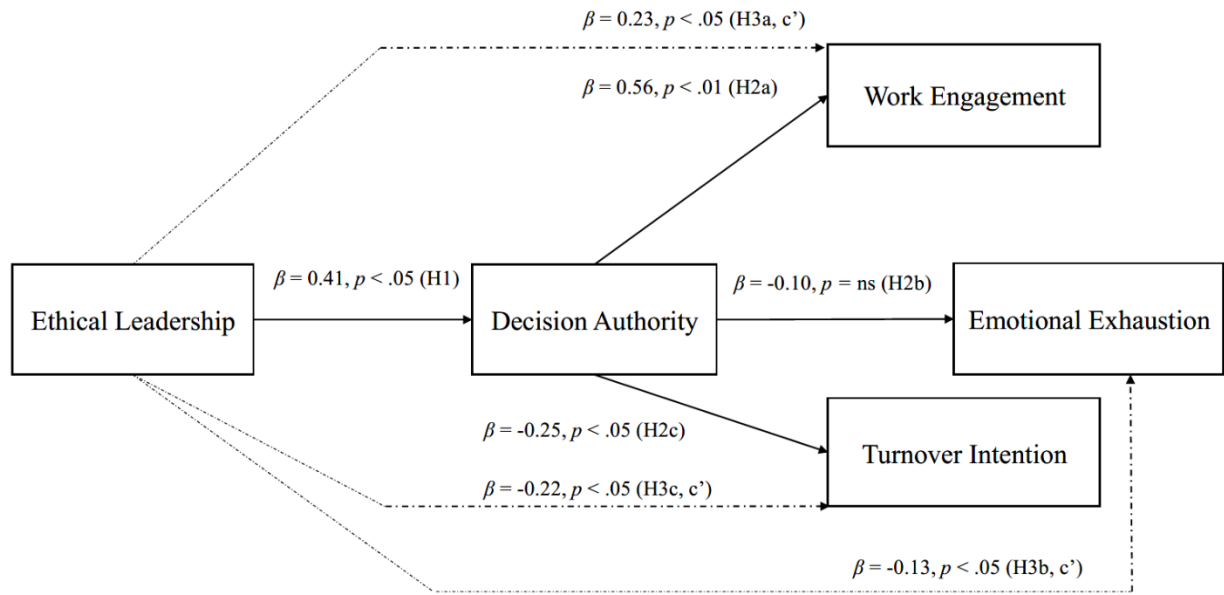 β = 0.23, p < .05 (H3a, c’)
β = 0.56, p < .01 (H2a)
Work Engagement
β = 0.41, p < .05 (H1)
β = -0.10, p = ns (H2b)
Ethical Leadership
Decision Authority
Emotional Exhaustion
β = -0.25, p < .05 (H2c)
Turnover Intention
β = -0.22, p < .05 (H3c, c’)
β = -0.13, p < .05 (H3b, c’)